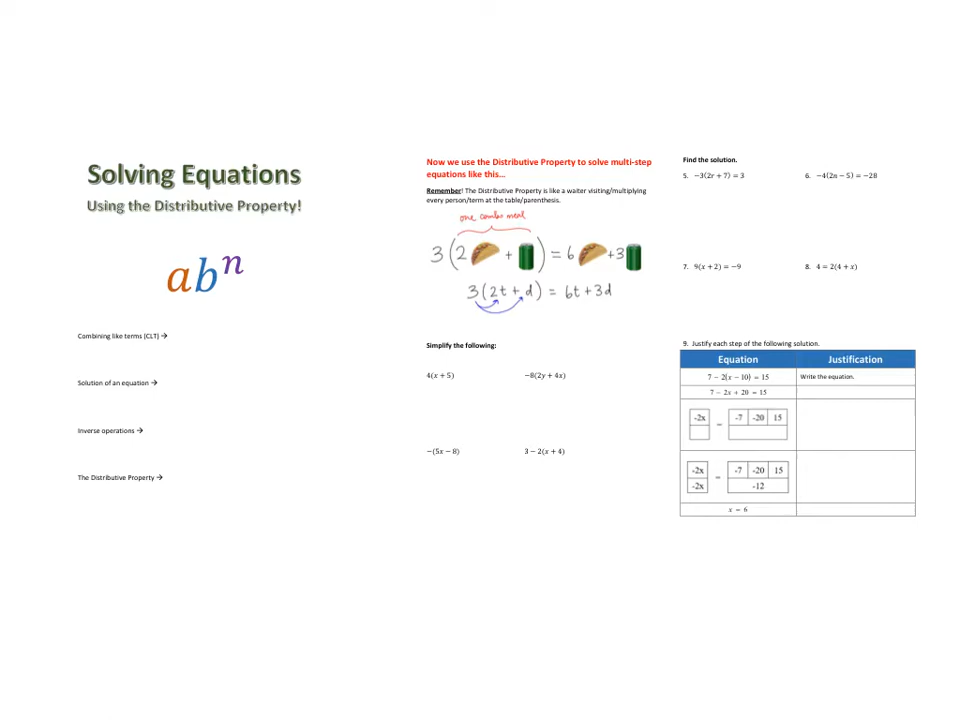 Solving Equations
Using the Distributive Property!
abⁿ
Combining like terms (CLT) →
Solution of an equation →
Inverse operations →
The Distributive Property →
Now we use the Distributive Property to solve multi-step
equations like this…
Remember! The Distributive Property is like a waiter visiting/multiplying
every person/term at the table/parenthesis.
one combo meal
3(2 + ) = 6 +3
3(2t + d) = 6t + 3d
Simplify the following:
4(x + 5) −8(2y + 4x)
−(5x − 8) 3 − 2(x + 4)
Find the solution.
5. −3(2r + 7) = 3 6. −4(2n − 5) = −28
7. 9(x + 2) = −9 8. 4 = 2(4 + x)
9. Justify each step of the following solution.
Equation Justification
7 − 2(x − 10) = 15 Write the equation.
7 − 2x + 20 = 15
-2x = -7 -20 15
-2x = -7 -20 15
-2x -12
x = 6